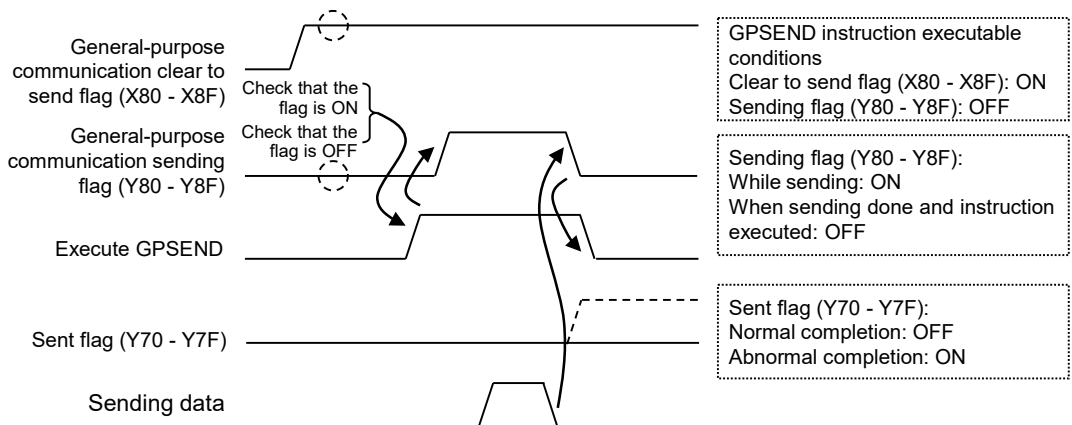 General-purpose
communication clear to
send flag (X80 - X8F)
Check that the
flag is ON
Check that the
flag is OFF
General-purpose
communication sending
flag (Y80 - Y8F)
Execute GPSEND
Sent flag (Y70 - Y7F)
Sending data
GPSEND instruction executable
conditions
Clear to send flag (X80 - X8F): ON
Sending flag (Y80 - Y8F): OFF
Sending flag (Y80 - Y8F):
While sending: ON
When sending done and instruction
executed: OFF
Sent flag (Y70 - Y7F):
Normal completion: OFF
Abnormal completion: ON